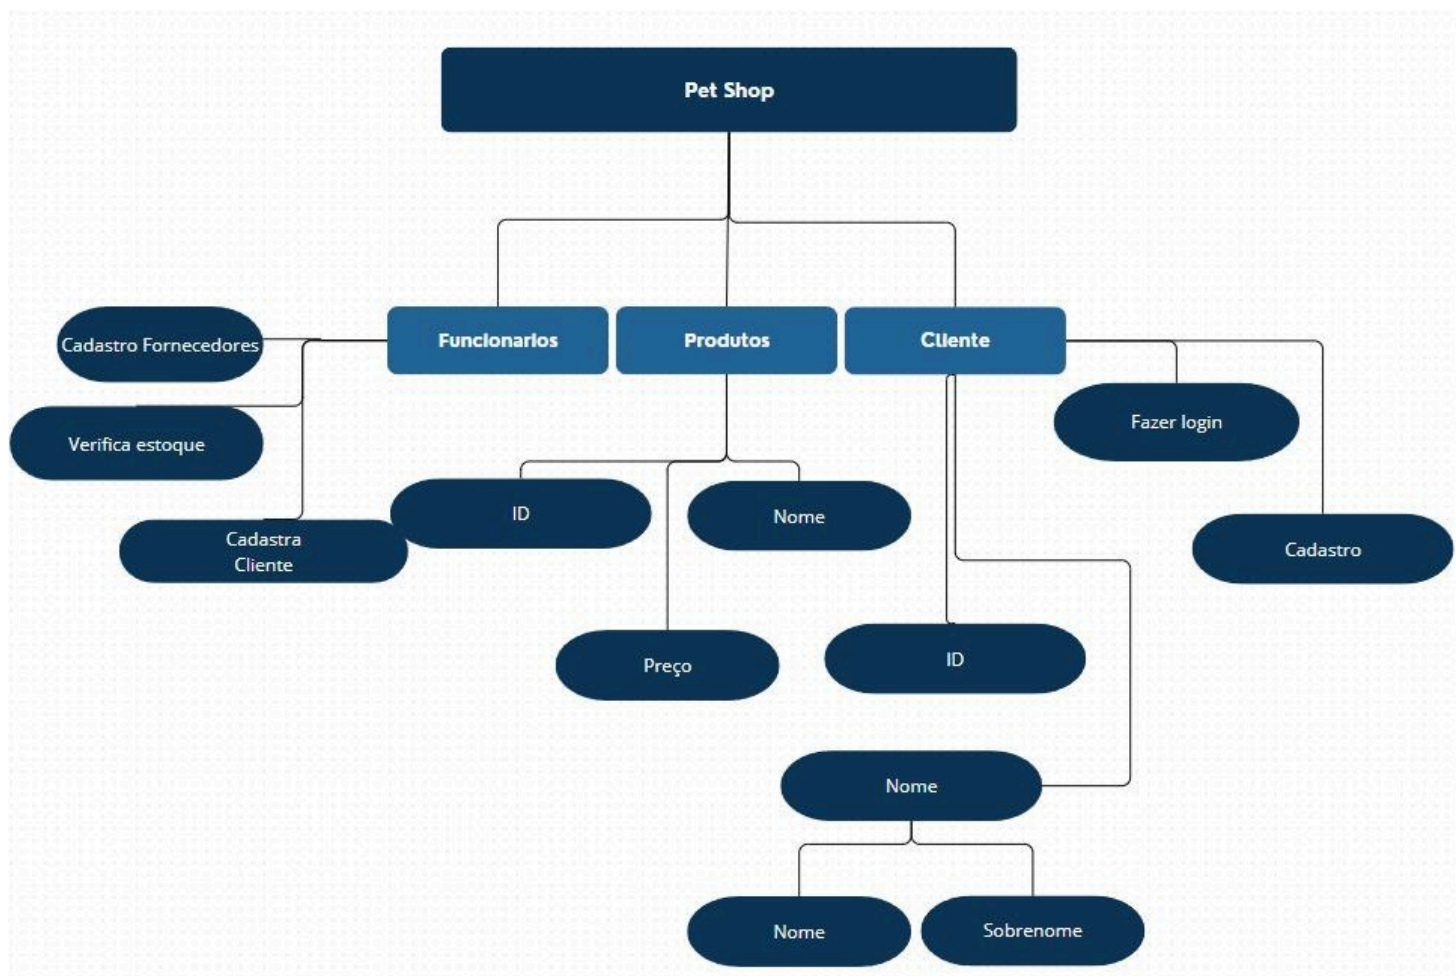 Pet Shop
Funcionarios
Produtos
Cliente
Cadastro Fornecedores
Verifica estoque
Cadastra
Cliente
ID
Nome
Preço
Fazer login
Cadastro
ID
Nome
Nome
Sobrenome